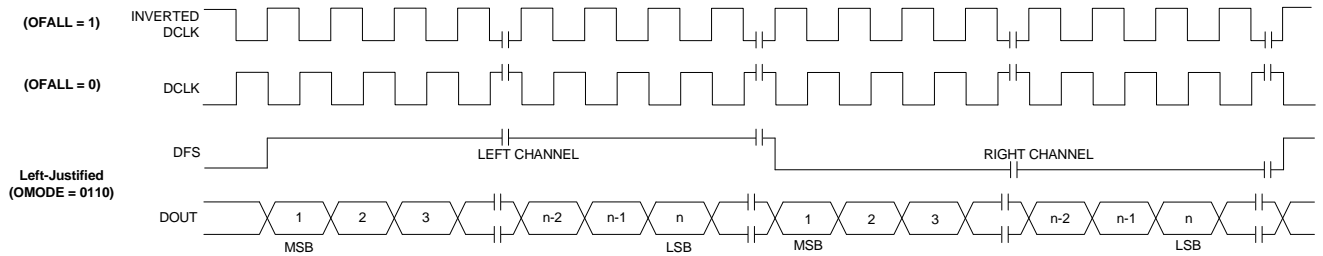 (OFALL = 1)
INVERTED
DCLK
(OFALL = 0)
DCLK
DFS
LEFT CHANNEL
RIGHT CHANNEL
Left-Justified
(OMODE = 0110)
DOUT
1 2 3 n-2 n-1 n 1 2 3 n-2 n-1 n
MSB LSB MSB LSB